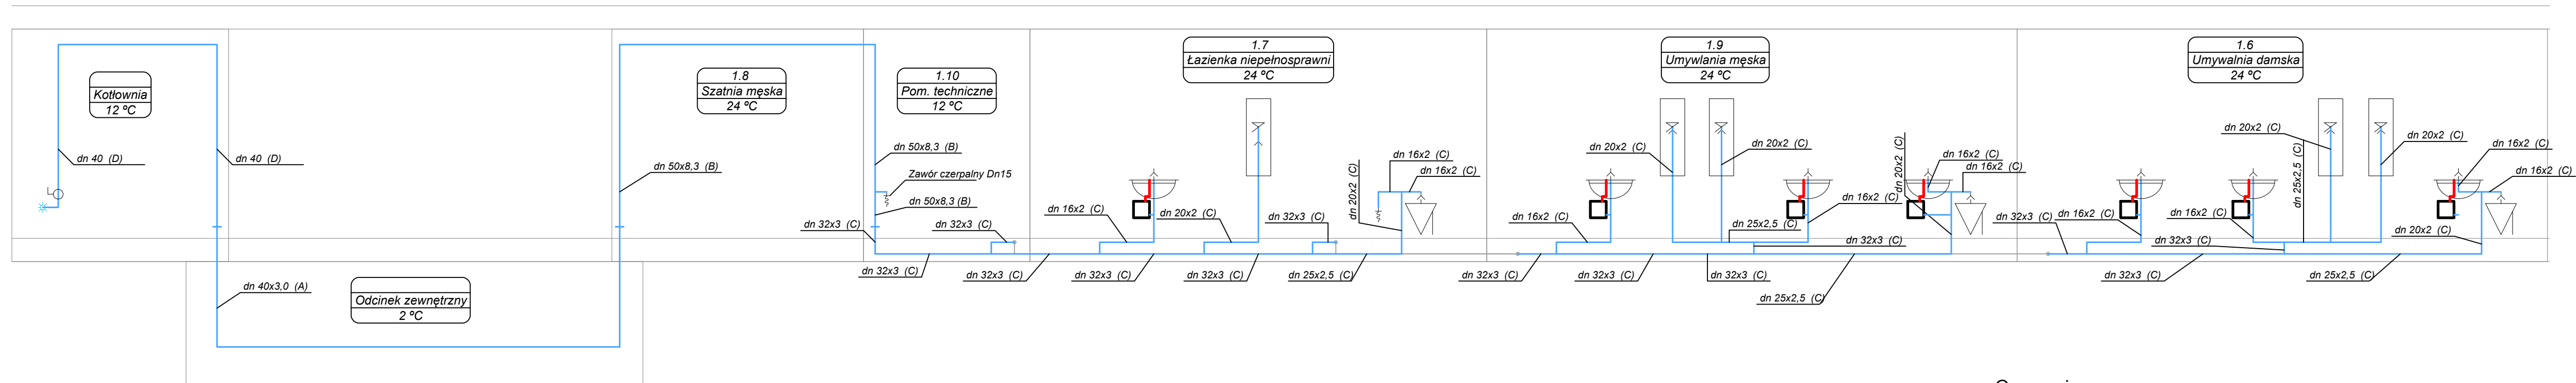 Kotłownia
12 ºC
dn 40  (D)
dn 40  (D)
dn 40x3,0  (A)
Odcinek zewnętrzny
2 ºC
dn 50x8,3  (B)
1.8
Szatnia męska
24 ºC
1.10
Pom. techniczne
12 ºC
dn 50x8,3  (B)
Zawór czerpalny Dn15
dn 50x8,3 (B)
dn 32x3  (C)
dn 32x3  (C)
dn 32x3  (C)
dn 32x3  (C)
1.7
Łazienka niepełnosprawni
24 ºC
dn 16x2  (C)
dn 20x2  (C)
dn 32x3  (C)
dn 20x2  (C)
dn 16x2  (C)
dn 16x2  (C)
dn 32x3  (C)
dn 32x3  (C)
dn 25x2,5  (C)
1.9
Umywlania męska
24 ºC
dn 20x2  (C)
dn 20x2  (C)
dn 20x2  (C)
dn 16x2  (C)
dn 16x2  (C)
dn 16x2  (C)
dn 16x2  (C)
dn 25x2,5  (C)
dn 32x3  (C)
dn 32x3  (C)
dn 32x3  (C)
dn 32x3  (C)
dn 25x2,5  (C)
1.6
Umywalnia damska
24 ºC
dn 20x2  (C)
dn 25x2,5  (C)
dn 20x2  (C)
dn 16x2  (C)
dn 16x2  (C)
dn 32x3  (C)
dn 16x2  (C)
dn 16x2  (C)
dn 32x3  (C)
dn 20x2  (C)
dn 32x3  (C)
dn 25x2,5  (C)